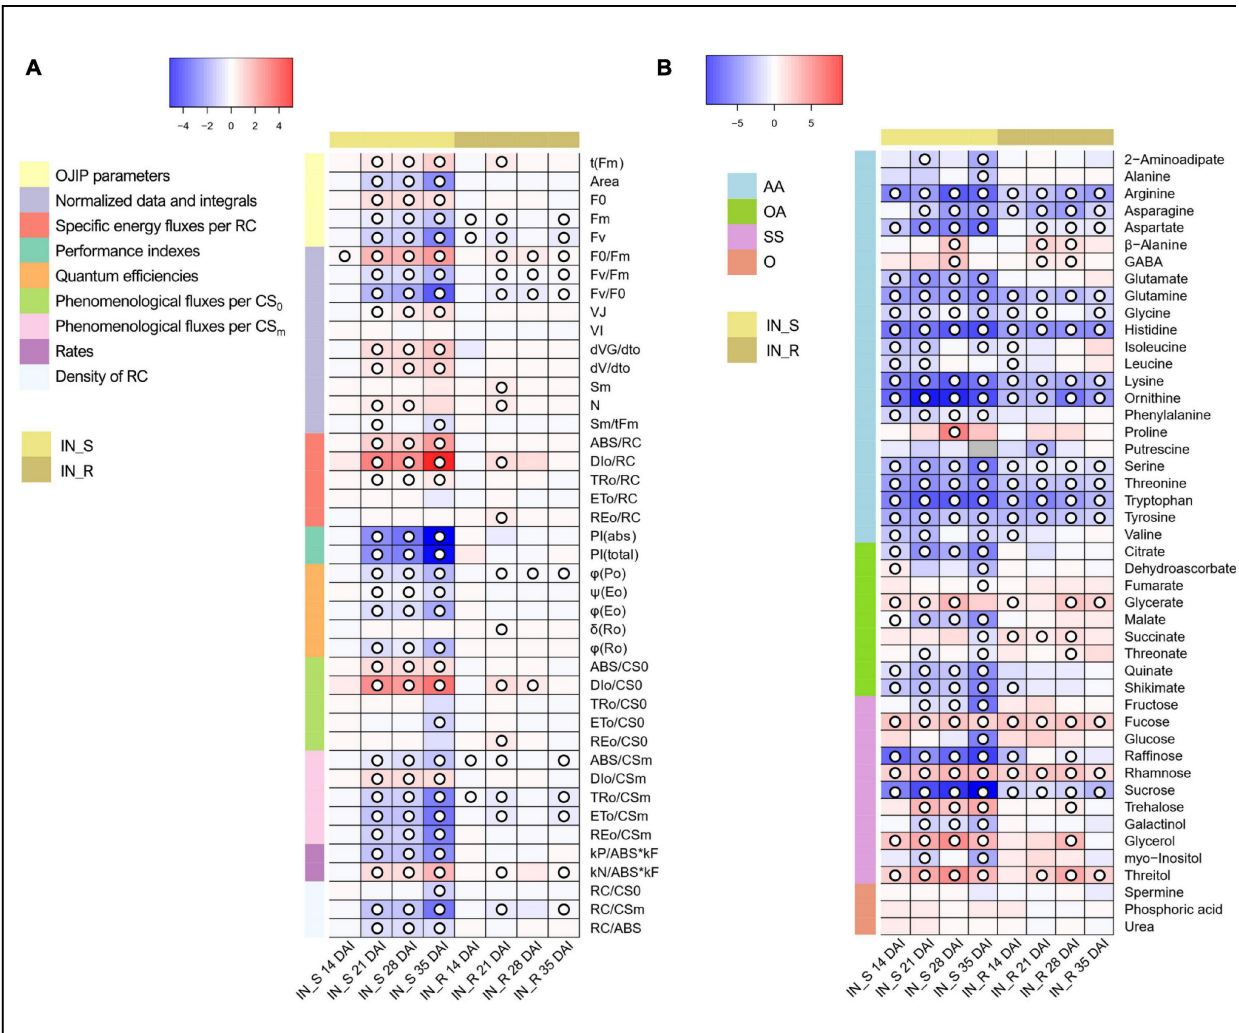 A
B
−4 −2 0 2 4
−5 0 5
OJIP parameters
Normalized data and integrals
Specific energy fluxes per RC
Performance indexes
Quantum efficiencies
Phenomenological fluxes per CS0
Phenomenological fluxes per CSm
Rates
Density of RC
IN_S
IN_R
t(Fm)
Area
F0
Fm
Fv
F0/Fm
Fv/Fm
Fv/F0
VJ
VI
dVG/dto
dV/dto
Sm
N
Sm/tFm
ABS/RC
DIo/RC
TRo/RC
ETo/RC
REo/RC
PI(abs)
PI(total)
φ(Po)
ψ(Eo)
φ(Eo)
δ(Ro)
φ(Ro)
ABS/CS0
DIo/CS0
TRo/CS0
ETo/CS0
REo/CS0
ABS/CSm
DIo/CSm
TRo/CSm
ETo/CSm
REo/CSm
kP/ABS*kF
kN/ABS*kF
RC/CS0
RC/CSm
RC/ABS
IN_S 14 DAI
IN_S 21 DAI
IN_S 28 DAI
IN_S 35 DAI
IN_R 14 DAI
IN_R 21 DAI
IN_R 28 DAI
IN_R 35 DAI
AA
OA
SS
O
IN_S
IN_R
2−Aminoadipate
Alanine
Arginine
Asparagine
Aspartate
β−Alanine
GABA
Glutamate
Glutamine
Glycine
Histidine
Isoleucine
Leucine
Lysine
Ornithine
Phenylalanine
Proline
Putrescine
Serine
Threonine
Tryptophan
Tyrosine
Valine
Citrate
Dehydroascorbate
Fumarate
Glycerate
Malate
Succinate
Threonate
Quinate
Shikimate
Fructose
Fucose
Glucose
Raffinose
Rhamnose
Sucrose
Trehalose
Galactinol
Glycerol
myo−Inositol
Threitol
Spermine
Phosphoric acid
Urea
IN_S 14 DAI
IN_S 21 DAI
IN_S 28 DAI
IN_S 35 DAI
IN_R 14 DAI
IN_R 21 DAI
IN_R 28 DAI
IN_R 35 DAI